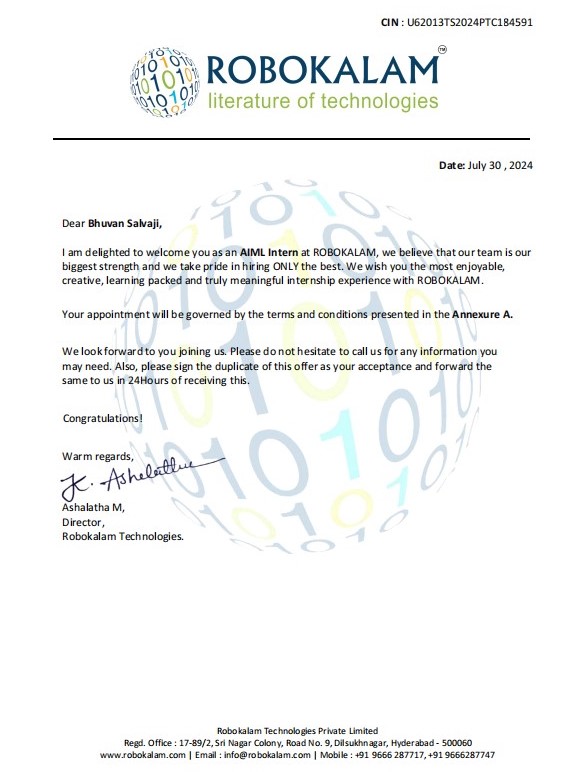 CIN : U62013TS2024PTC184591
ROBOKALAM™
literature of technologies
Date: July 30 , 2024
Dear Bhuvan Salvaji,
I am delighted to welcome you as an AIML Intern at ROBOKALAM, we believe that our team is our
biggest strength and we take pride in hiring ONLY the best. We wish you the most enjoyable,
creative, learning packed and truly meaningful internship experience with ROBOKALAM.
Your appointment will be governed by the terms and conditions presented in the Annexure A.
We look forward to you joining us. Please do not hesitate to call us for any information you
may need. Also, please sign the duplicate of this offer as your acceptance and forward the
same to us in 24Hours of receiving this.
Congratulations!
Warm regards,
K. Ashalatha
Ashalatha M,
Director,
Robokalam Technologies.
Robokalam Technologies Private Limited
Regd. Office : 17-89/2, Sri Nagar Colony, Road No. 9, Dilsukhnagar, Hyderabad - 500060
www.robokalam.com | Email : info@robokalam.com | Mobile : +91 9666 287717, +91 9666287747